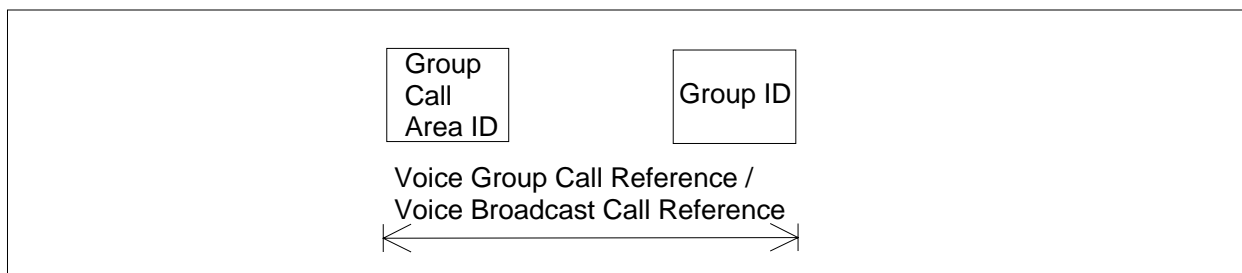 Group
Call
Area ID
Group ID
Voice Group Call Reference /
Voice Broadcast Call Reference